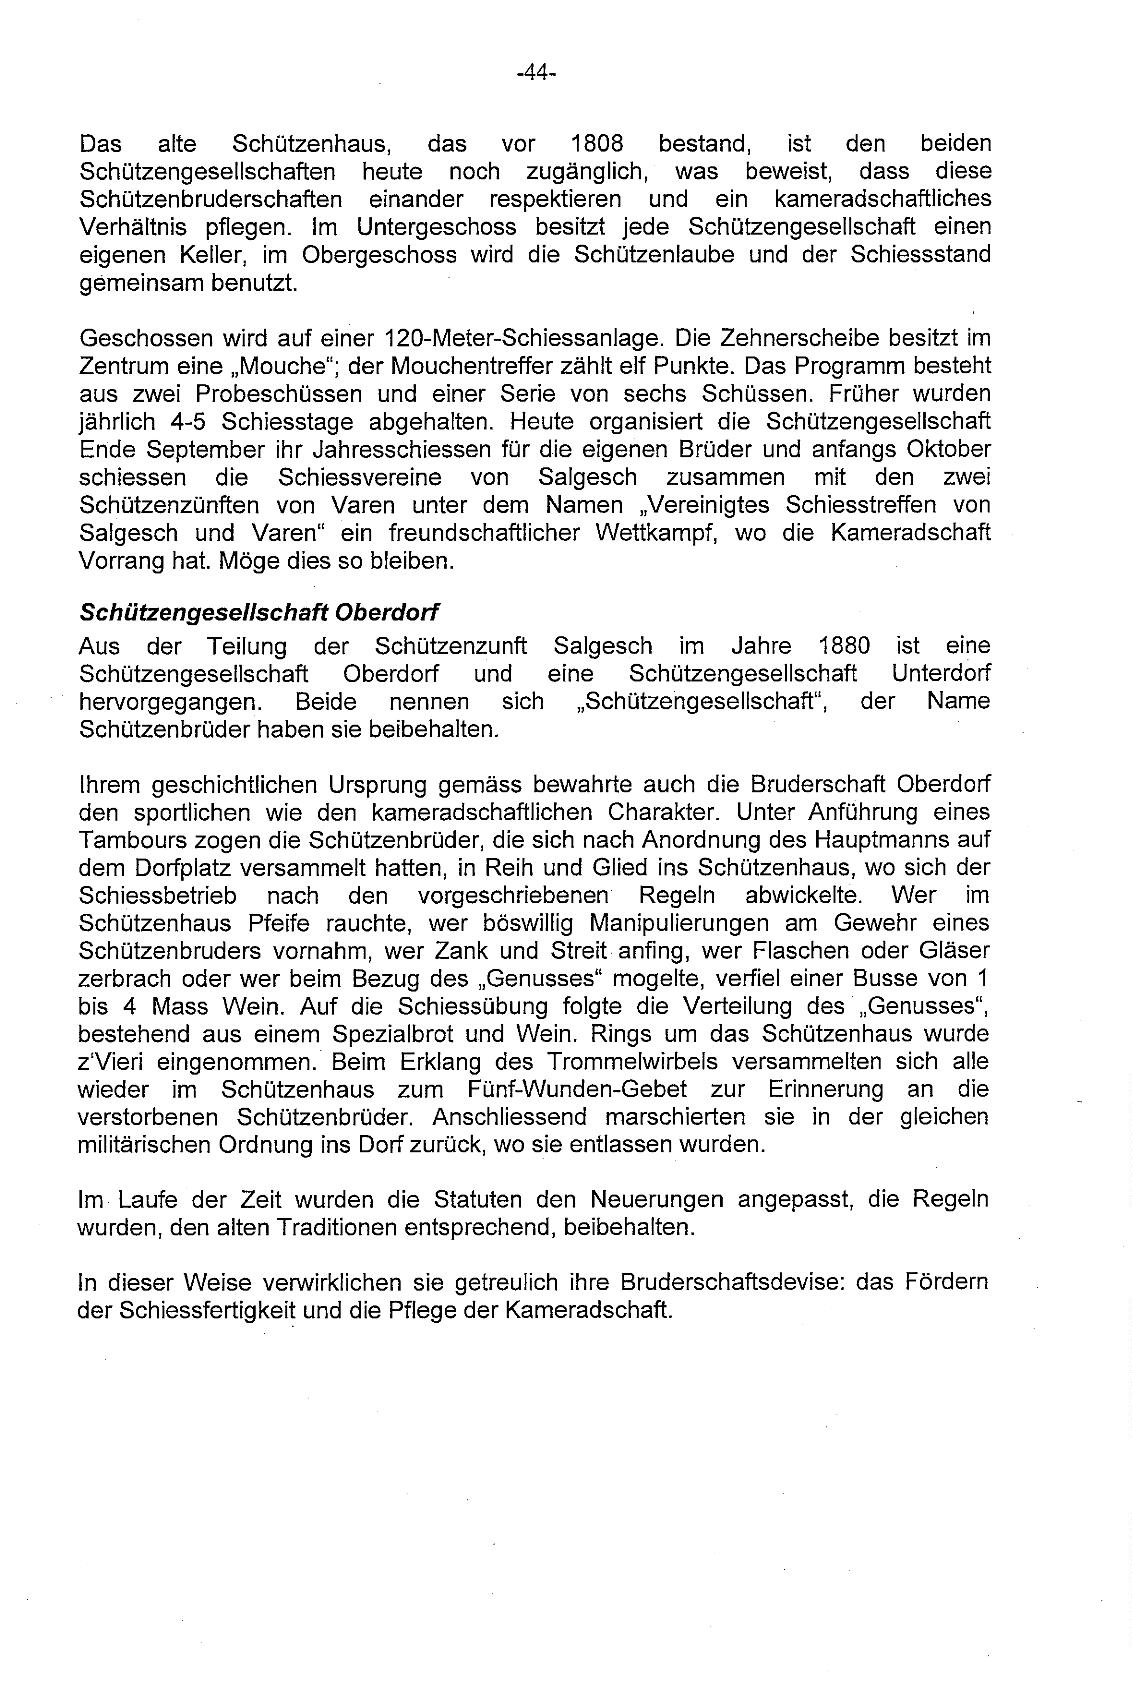 -44-
Das alte Schützenhaus, das vor 1808 bestand, ist den beiden
Schützengesellschaften heute noch zugänglich, was beweist, dass diese
Schützenbruderschaften einander respektieren und ein kameradschaftliches
Verhältnis pflegen. Im Untergeschoss besitzt jede Schützengesellschaft einen
eigenen Keller, im Obergeschoss wird die Schützenlaube und der Schiessstand
gemeinsam benutzt.
Geschossen wird auf einer 120-Meter-Schiessanlage. Die Zehnerscheibe besitzt im
Zentrum eine „Mouche“; der Mouchentreffer zählt elf Punkte. Das Programm besteht
aus zwei Probeschüssen und einer Serie von sechs Schüssen. Früher wurden
jährlich 4-5 Schiesstage abgehalten. Heute organisiert die Schützengesellschaft
Ende September ihr Jahresschiessen für die eigenen Brüder und anfangs Oktober
schiessen die Schiessvereine von Salgesch zusammen mit den zwei
Schützenzünften von Varen unter dem Namen „Vereinigtes Schiesstreffen von
Salgesch und Varen“ ein freundschaftlicher Wettkampf, wo die Kameradschaft
Vorrang hat. Möge dies so bleiben.
Schützengesellschaft Oberdorf
Aus der Teilung der Schützenzunft Salgesch im Jahre 1880 ist eine
Schützengesellschaft Oberdorf und eine Schützengesellschaft Unterdorf
hervorgegangen. Beide nennen sich „Schützengesellschaft“, der Name
Schützenbrüder haben sie beibehalten.
Ihrem geschichtlichen Ursprung gemäss bewahrte auch die Bruderschaft Oberdorf
den sportlichen wie den kameradschaftlichen Charakter. Unter Anführung eines
Tambours zogen die Schützenbrüder, die sich nach Anordnung des Hauptmanns auf
dem Dorfplatz versammelt hatten, in Reih und Glied ins Schützenhaus, wo sich der
Schiessbetrieb nach den vorgeschriebenen Regeln abwickelte. Wer im
Schützenhaus Pfeife rauchte, wer böswillig Manipulierungen am Gewehr eines
Schützenbruders vornahm, wer Zank und Streit anfing, wer Flaschen oder Gläser
zerbrach oder wer beim Bezug des „Genusses“ mogelte, verfiel einer Busse von 1
bis 4 Mass Wein. Auf die Schiessübung folgte die Verteilung des „Genusses“,
bestehend aus einem Spezialbrot und Wein. Rings um das Schützenhaus wurde
z‘Vieri eingenommen. Beim Erklang des Trommelwirbels versammelten sich alle
wieder im Schützenhaus zum Fünf-Wunden-Gebet zur Erinnerung an die
verstorbenen Schützenbrüder. Anschliessend marschierten sie in der gleichen
militärischen Ordnung ins Dorf zurück, wo sie entlassen wurden.
Im Laufe der Zeit wurden die Statuten den Neuerungen angepasst, die Regeln
wurden, den alten Traditionen entsprechend, beibehalten.
In dieser Weise verwirklichen sie getreulich ihre Bruderschaftsdevise: das Fördern
der Schiessfertigkeit und die Pflege der Kameradschaft.